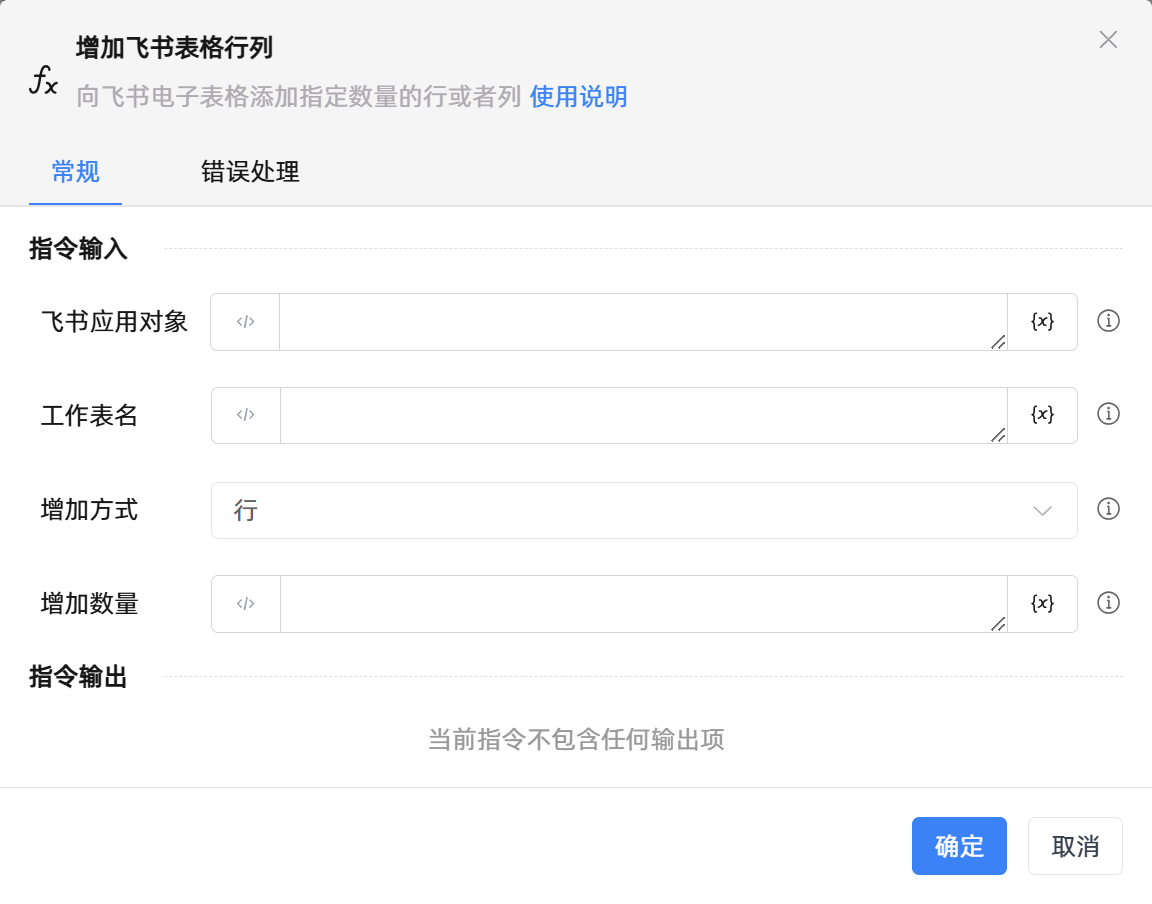 增加飞书表格行列
fx
向飞书电子表格添加指定数量的行或者列 使用说明
常规 错误处理
指令输入
飞书应用对象 </> {x}
工作表名 </> {x}
增加方式 行
增加数量 </> {x}
指令输出
当前指令不包含任何输出项
确定 取消